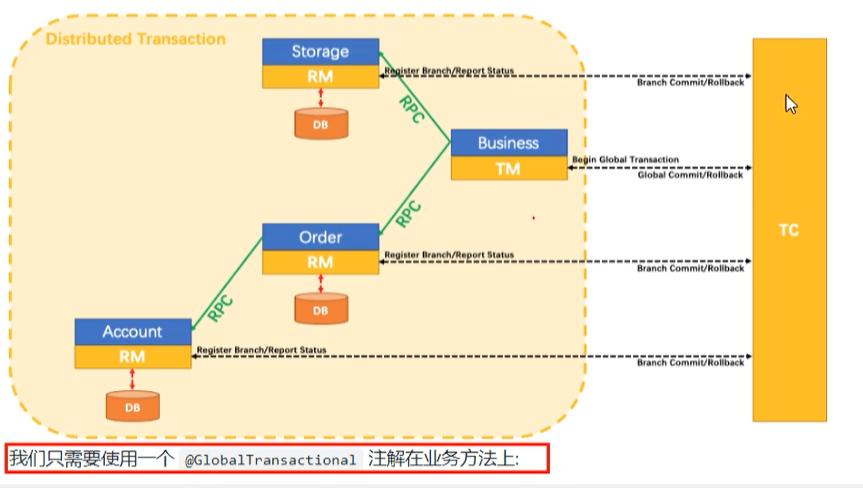 Distributed Transaction
Storage
RM
DB
Register Branch/Report Status
Branch Commit/Rollback
RPC
Business
TM
Begin Global Transaction
Global Commit/Rollback
TC
RPC
Order
RM
DB
Register Branch/Report Status
Branch Commit/Rollback
RPC
Account
RM
DB
Register Branch/Report Status
Branch Commit/Rollback
我们只需要使用一个 @GlobalTransactional 注解在业务方法上: